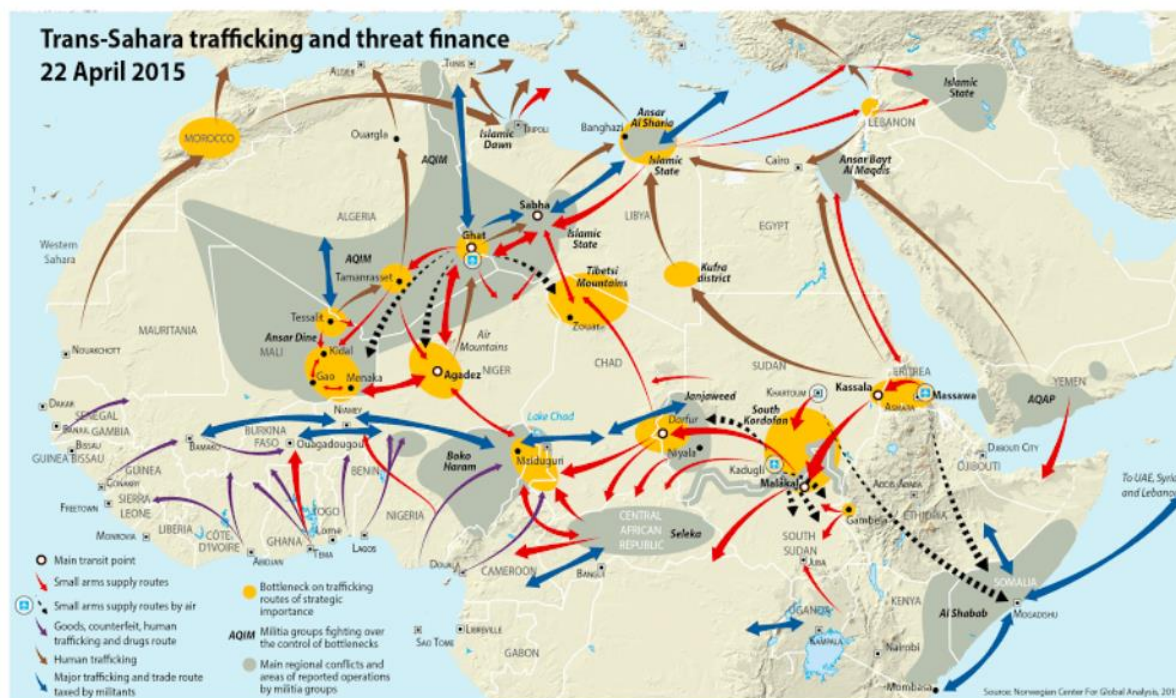 Trans-Sahara trafficking and threat finance
22 April 2015
ALGER
TUNIS
MOROCCO
Ouargla
Islamic Dawn
TRIPOLI
Banghazi
Ansar
Al Sharia
Islamic
State
LEBANON
Islamic
State
Cairo
Ansar Bayt
Al Maqdis
AQIM
ALGERIA
Sabha
LIBYA
EGYPT
Western
Sahara
Ghat
Islamic
State
AQIM
Tamanrasset
Tibetsi
Mountains
Kufra
district
Zouar
Tessalit
MAURITANIA
Ansar Dine
MALI
Kidal
Gao
Menaka
Air
Mountains
Agadez
NIGER
CHAD
SUDAN
NOUAKCHOTT
ERITREA
Kassala
Massawa
ASMARA
YEMEN
AQAP
KHARTOUM
Janjaweed
South
Kordofan
Darfur
Niyala
DAKAR
SENEGAL
GAMBIA
BISSAU
GUINEA BISSAU
NIAMEY
BURKINA
FASO
Ouagadougou
BAMAKO
BENIN
Lake Chad
Boko
Haram
Maiduguri
Kadugli
Malakal
DJIBOUTI CITY
DJIBOUTI
ADDIS ABABA
ETHIOPIA
Gambela
To UAE, Syria
and Lebanon
GUINEA
CONAKRY
FREETOWN
SIERRA
LEONE
MONROVIA
LIBERIA
CÔTE
D'IVOIRE
ABIDJAN
GHANA
TEMA
TOGO
Lome
LAGOS
NIGERIA
DOUALA
CAMEROON
CENTRAL
AFRICAN
REPUBLIC
Seleka
BANGUI
SOUTH
SUDAN
JUBA
SOMALIA
Al Shabab
MOGADISHU
KENYA
UGANDA
KAMPALA
Nairobi
Mombasa
SAO TOME
LIBREVILLE
GABON
Main transit point
Small arms supply routes
Small arms supply routes by air
Goods, counterfeit, human
trafficking and drugs route
Human trafficking
Major trafficking and trade route
taxed by militants
Bottleneck on trafficking
routes of strategic
importance
AQIM
Militia groups fighting over
the control of bottlenecks
Main regional conflicts and
areas of reported operations
by militia groups
Source: Norwegian Center For Global Analysis,